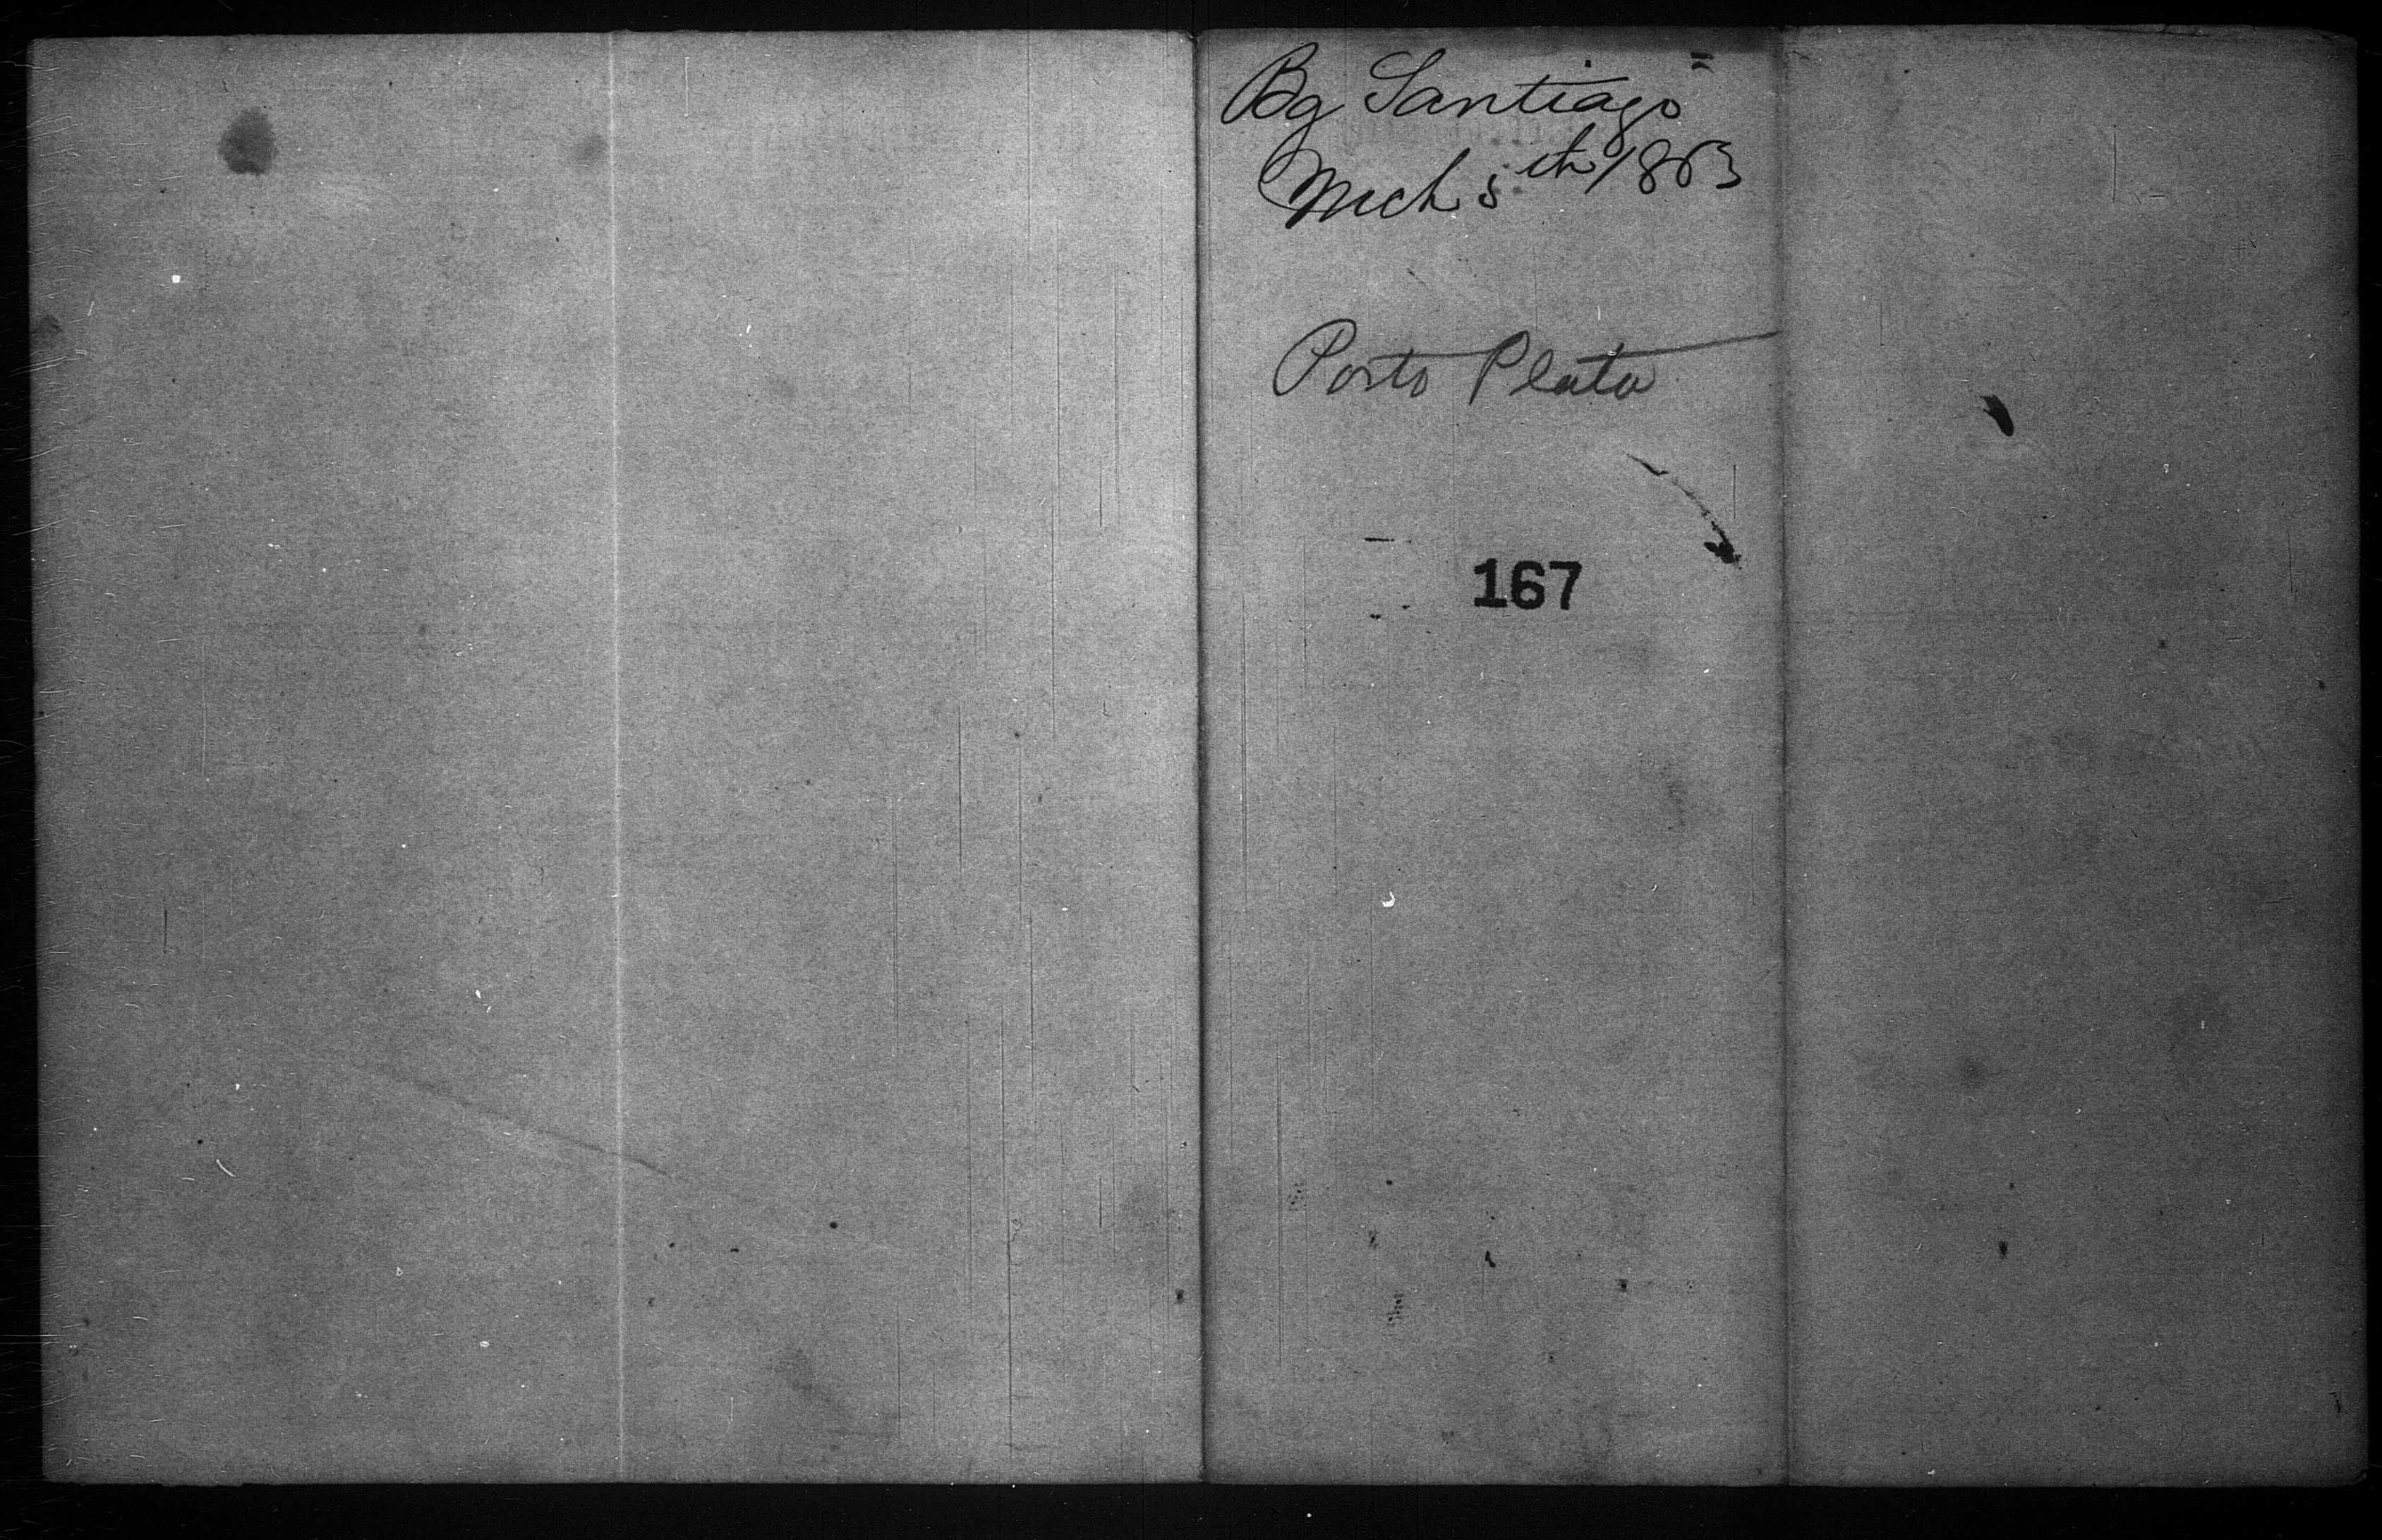 Bg Santiago
Mch 5th 1863
Porto Plata
167